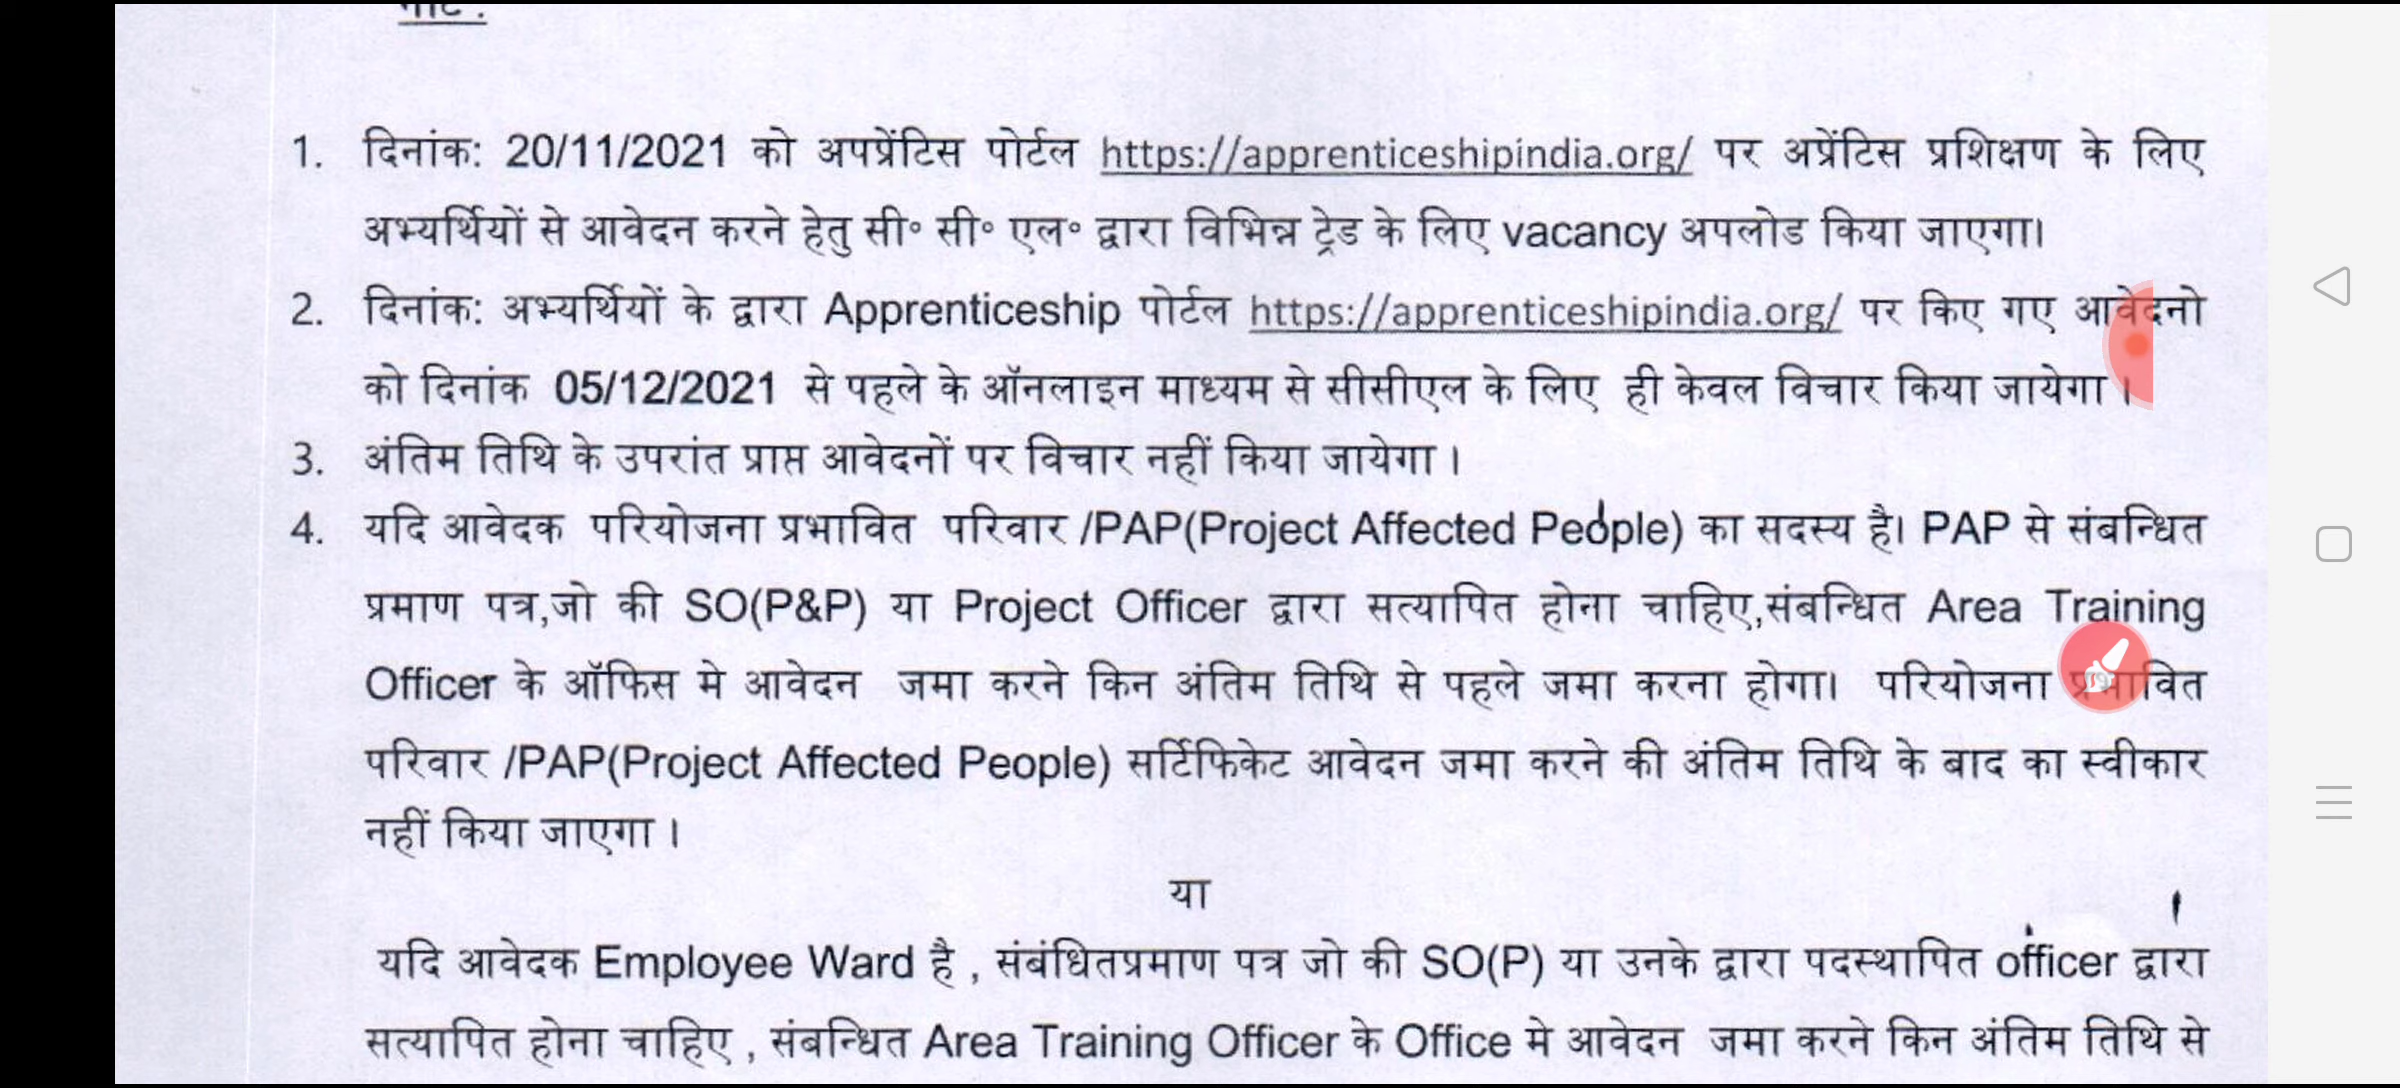 नोट :
1. दिनांक: 20/11/2021 को अपप्रेंटिस पोर्टल https://apprenticeshipindia.org/ पर अप्रेंटिस प्रशिक्षण के लिए
अभ्यर्थियों से आवेदन करने हेतु सी॰ सी॰ एल॰ द्वारा विभिन्न ट्रेड के लिए vacancy अपलोड किया जाएगा।
2. दिनांक: अभ्यर्थियों के द्वारा Apprenticeship पोर्टल https://apprenticeshipindia.org/ पर किए गए आवेदनो
को दिनांक 05/12/2021 से पहले के ऑनलाइन माध्यम से सीसीएल के लिए ही केवल विचार किया जायेगा ।
3. अंतिम तिथि के उपरांत प्राप्त आवेदनों पर विचार नहीं किया जायेगा ।
4. यदि आवेदक परियोजना प्रभावित परिवार /PAP(Project Affected People) का सदस्य है। PAP से संबन्धित
प्रमाण पत्र,जो की SO(P&P) या Project Officer द्वारा सत्यापित होना चाहिए,संबन्धित Area Training
Officer के ऑफिस मे आवेदन जमा करने किन अंतिम तिथि से पहले जमा करना होगा। परियोजना प्रभावित
परिवार /PAP(Project Affected People) सर्टिफिकेट आवेदन जमा करने की अंतिम तिथि के बाद का स्वीकार
नहीं किया जाएगा ।
या
यदि आवेदक Employee Ward है , संबंधितप्रमाण पत्र जो की SO(P) या उनके द्वारा पदस्थापित officer द्वारा
सत्यापित होना चाहिए , संबन्धित Area Training Officer के Office मे आवेदन जमा करने किन अंतिम तिथि से